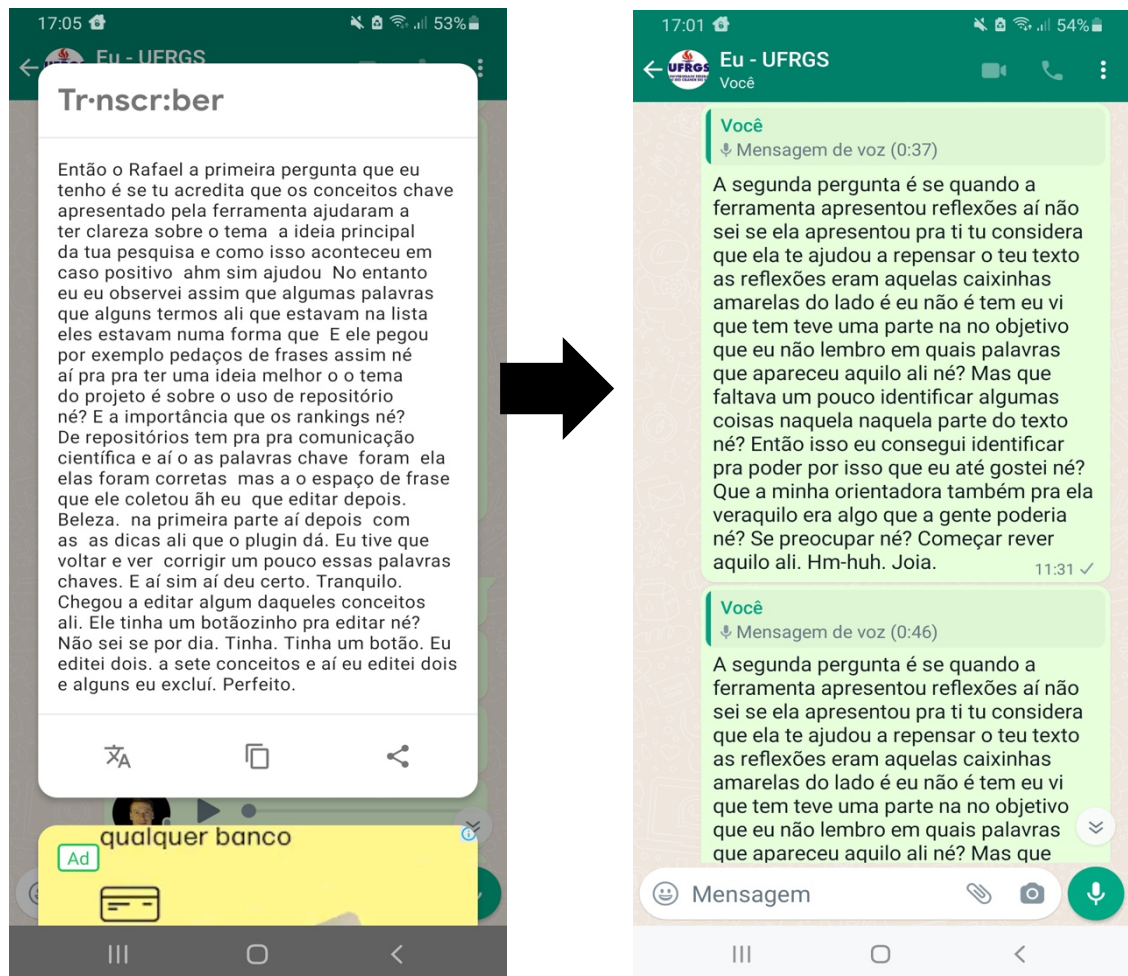 17:05
53%
Eu - UFRGS
Tr·nscr:ber
Então o Rafael a primeira pergunta que eu
tenho é se tu acredita que os conceitos chave
apresentado pela ferramenta ajudaram a
ter clareza sobre o tema a ideia principal
da tua pesquisa e como isso aconteceu em
caso positivo ahm sim ajudou No entanto
eu eu observei assim que algumas palavras
que alguns termos ali que estavam na lista
eles estavam numa forma que E ele pegou
por exemplo pedaços de frases assim né
aí pra pra ter uma ideia melhor o o tema
do projeto é sobre o uso de repositório
né? E a importância que os rankings né?
De repositórios tem pra pra comunicação
científica e aí o as palavras chave foram ela
elas foram corretas mas a o espaço de frase
que ele coletou ãh eu que editar depois.
Beleza. na primeira parte aí depois com
as as dicas ali que o plugin dá. Eu tive que
voltar e ver corrigir um pouco essas palavras
chaves. E aí sim aí deu certo. Tranquilo.
Chegou a editar algum daqueles conceitos
ali. Ele tinha um botãozinho pra editar né?
Não sei se por dia. Tinha. Tinha um botão. Eu
editei dois. a sete conceitos e aí eu editei dois
e alguns eu excluí. Perfeito.
qualquer banco
Ad
17:01
54%
Eu - UFRGS
UFRGS
Você
Você
Mensagem de voz (0:37)
A segunda pergunta é se quando a
ferramenta apresentou reflexões aí não
sei se ela apresentou pra ti tu considera
que ela te ajudou a repensar o teu texto
as reflexões eram aquelas caixinhas
amarelas do lado é eu não é tem eu vi
que tem teve uma parte na no objetivo
que eu não lembro em quais palavras
que apareceu aquilo ali né? Mas que
faltava um pouco identificar algumas
coisas naquela naquela parte do texto
né? Então isso eu consegui identificar
pra poder por isso que eu até gostei né?
Que a minha orientadora também pra ela
veraquilo era algo que a gente poderia
né? Se preocupar né? Começar rever
aquilo ali. Hm-huh. Joia.
11:31
Você
Mensagem de voz (0:46)
A segunda pergunta é se quando a
ferramenta apresentou reflexões aí não
sei se ela apresentou pra ti tu considera
que ela te ajudou a repensar o teu texto
as reflexões eram aquelas caixinhas
amarelas do lado é eu não é tem eu vi
que tem teve uma parte na no objetivo
que eu não lembro em quais palavras
que apareceu aquilo ali né? Mas que
Mensagem